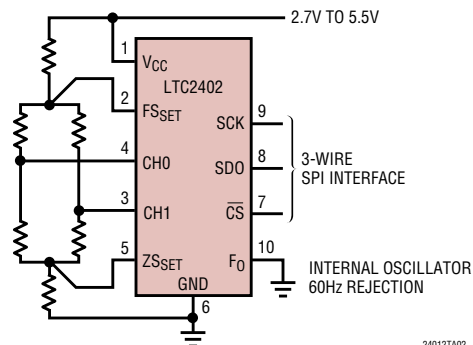 2.7V TO 5.5V
1
VCC
LTC2402
2
FSSET
9
SCK
4
CH0
8
SDO
3-WIRE
SPI INTERFACE
3
CH1
7
CS
5
ZSSET
10
FO
GND
6
INTERNAL OSCILLATOR
60Hz REJECTION
24012TA02